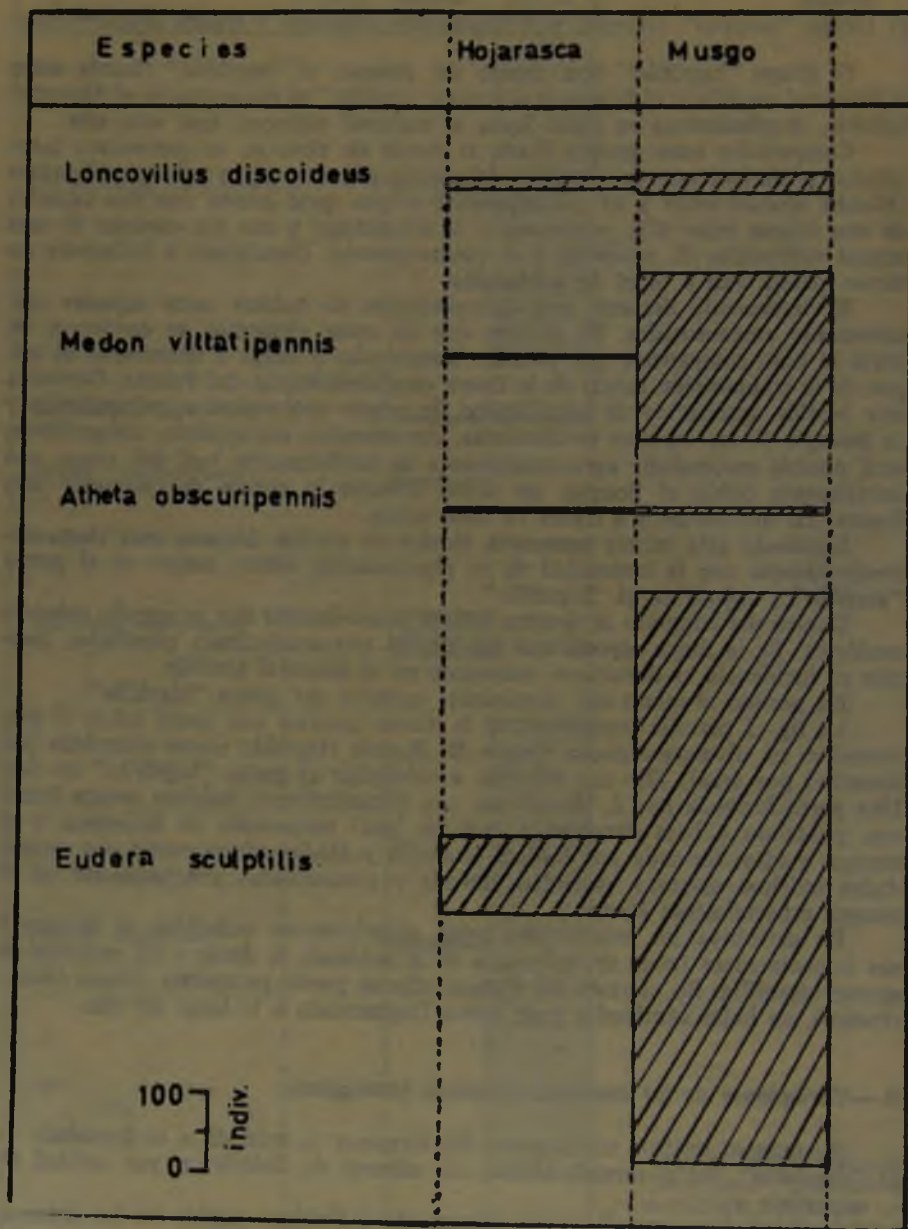 Especies Hojarasca Musgo
Loncovilius discoideus
Medon vittatipennis
Atheta obscuripennis
Eudera sculptilis
100
indiv.
0